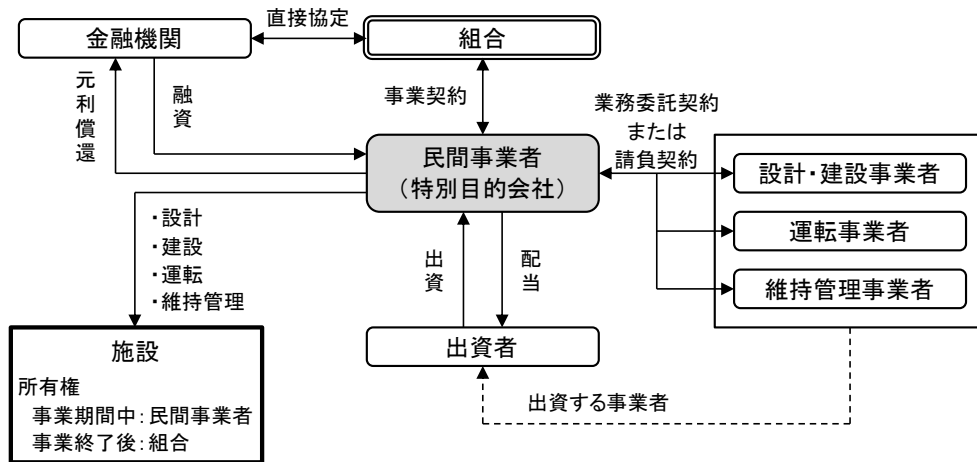 直接協定
金融機関
組合
元利償還
融資
事業契約
業務委託契約
または
請負契約
民間事業者
（特別目的会社）
設計・建設事業者
運転事業者
維持管理事業者
・設計
・建設
・運転
・維持管理
出資
配当
施設
所有権
事業期間中：民間事業者
事業終了後：組合
出資者
出資する事業者